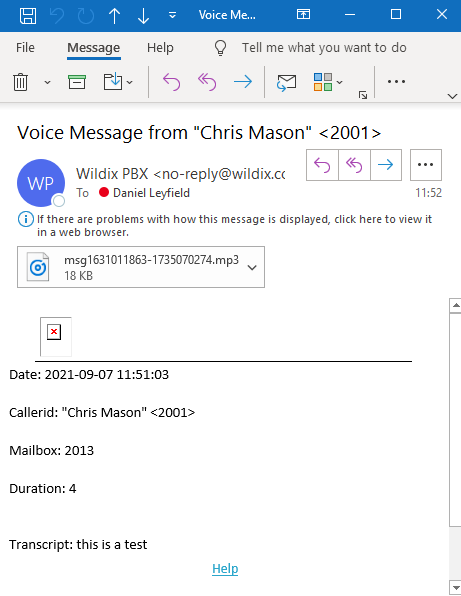 Voice Me...
File
Message
Help
Tell me what you want to do
Voice Message from "Chris Mason" <2001>
WP
Wildix PBX <no-reply@wildix.cc
To
Daniel Leyfield
11:52
If there are problems with how this message is displayed, click here to view it
in a web browser.
msg1631011863-1735070274.mp3
18 KB
Date: 2021-09-07 11:51:03
Callerid: "Chris Mason" <2001>
Mailbox: 2013
Duration: 4
Transcript: this is a test
Help